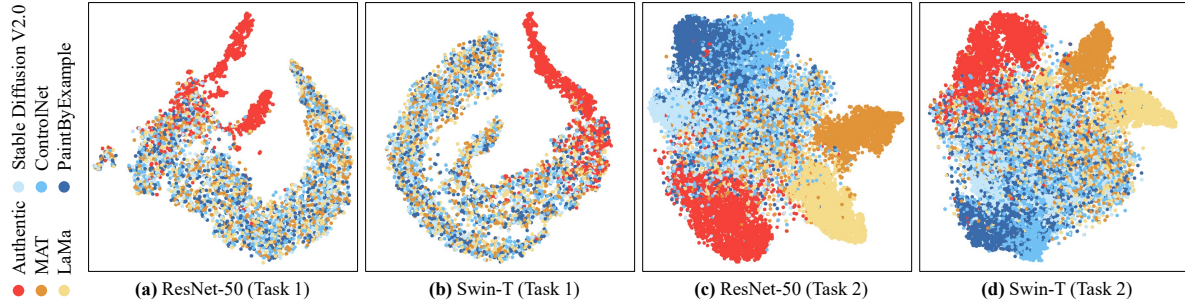 Authentic
MAT
LaMa
Stable Diffusion V2.0
ControlNet
PaintByExample
(a) ResNet-50 (Task 1)
(b) Swin-T (Task 1)
(c) ResNet-50 (Task 2)
(d) Swin-T (Task 2)